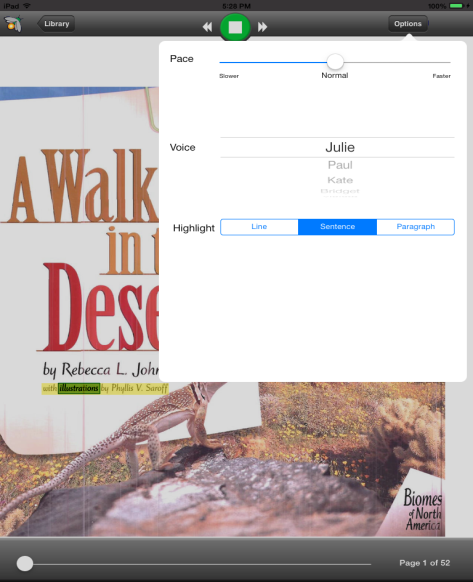 iPad 5:26 PM 100%
Library Options
Pace
Slower Normal Faster
Voice Julie
Paul
Kate
Bridget
Highlight Line Sentence Paragraph
A Walk
in t
Dese
by Rebecca L. John
with illustrations by Phyllis V. Saroff
Biomes
of North
America
Page 1 of 52